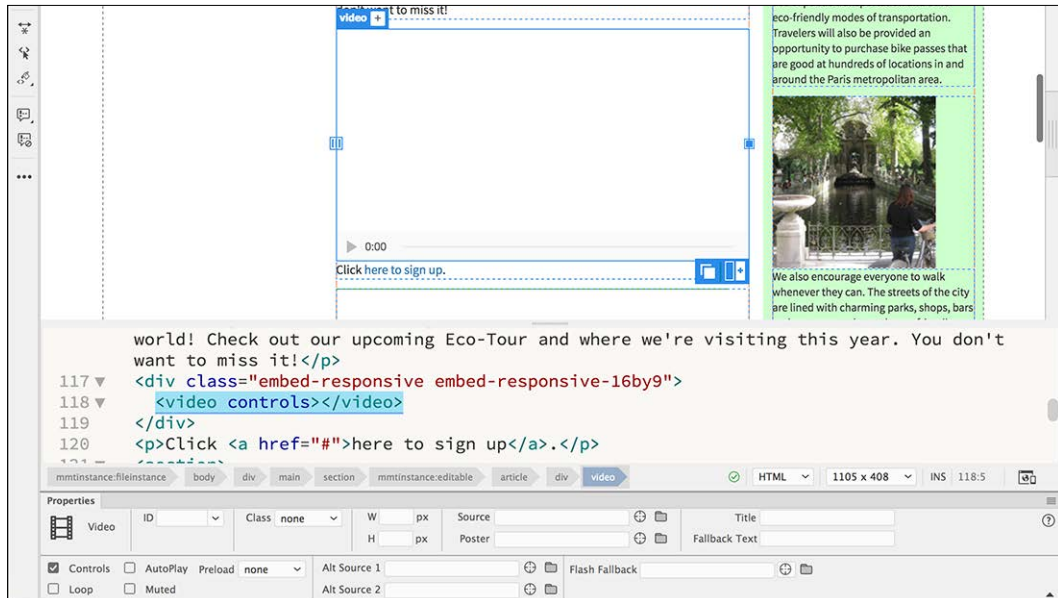 don't want to miss it!
video +
0:00
Click here to sign up.
eco-friendly modes of transportation.
Travelers will also be provided an
opportunity to purchase bike passes that
are good at hundreds of locations in and
around the Paris metropolitan area.
We also encourage everyone to walk
whenever they can. The streets of the city
are lined with charming parks, shops, bars
world! Check out our upcoming Eco-Tour and where we're visiting this year. You don't
want to miss it!</p>
117 <div class="embed-responsive embed-responsive-16by9">
118 <video controls></video>
119 </div>
120 <p>Click <a href="#">here to sign up</a>.</p>
121 <section>
mmtinstance:fileinstance body div main section mmtinstance:editable article div video HTML 1105 x 408 INS 118:5
Properties
Video ID Class none W px Source Title
H px Poster Fallback Text
Controls AutoPlay Preload none Alt Source 1 Flash Fallback
Loop Muted Alt Source 2